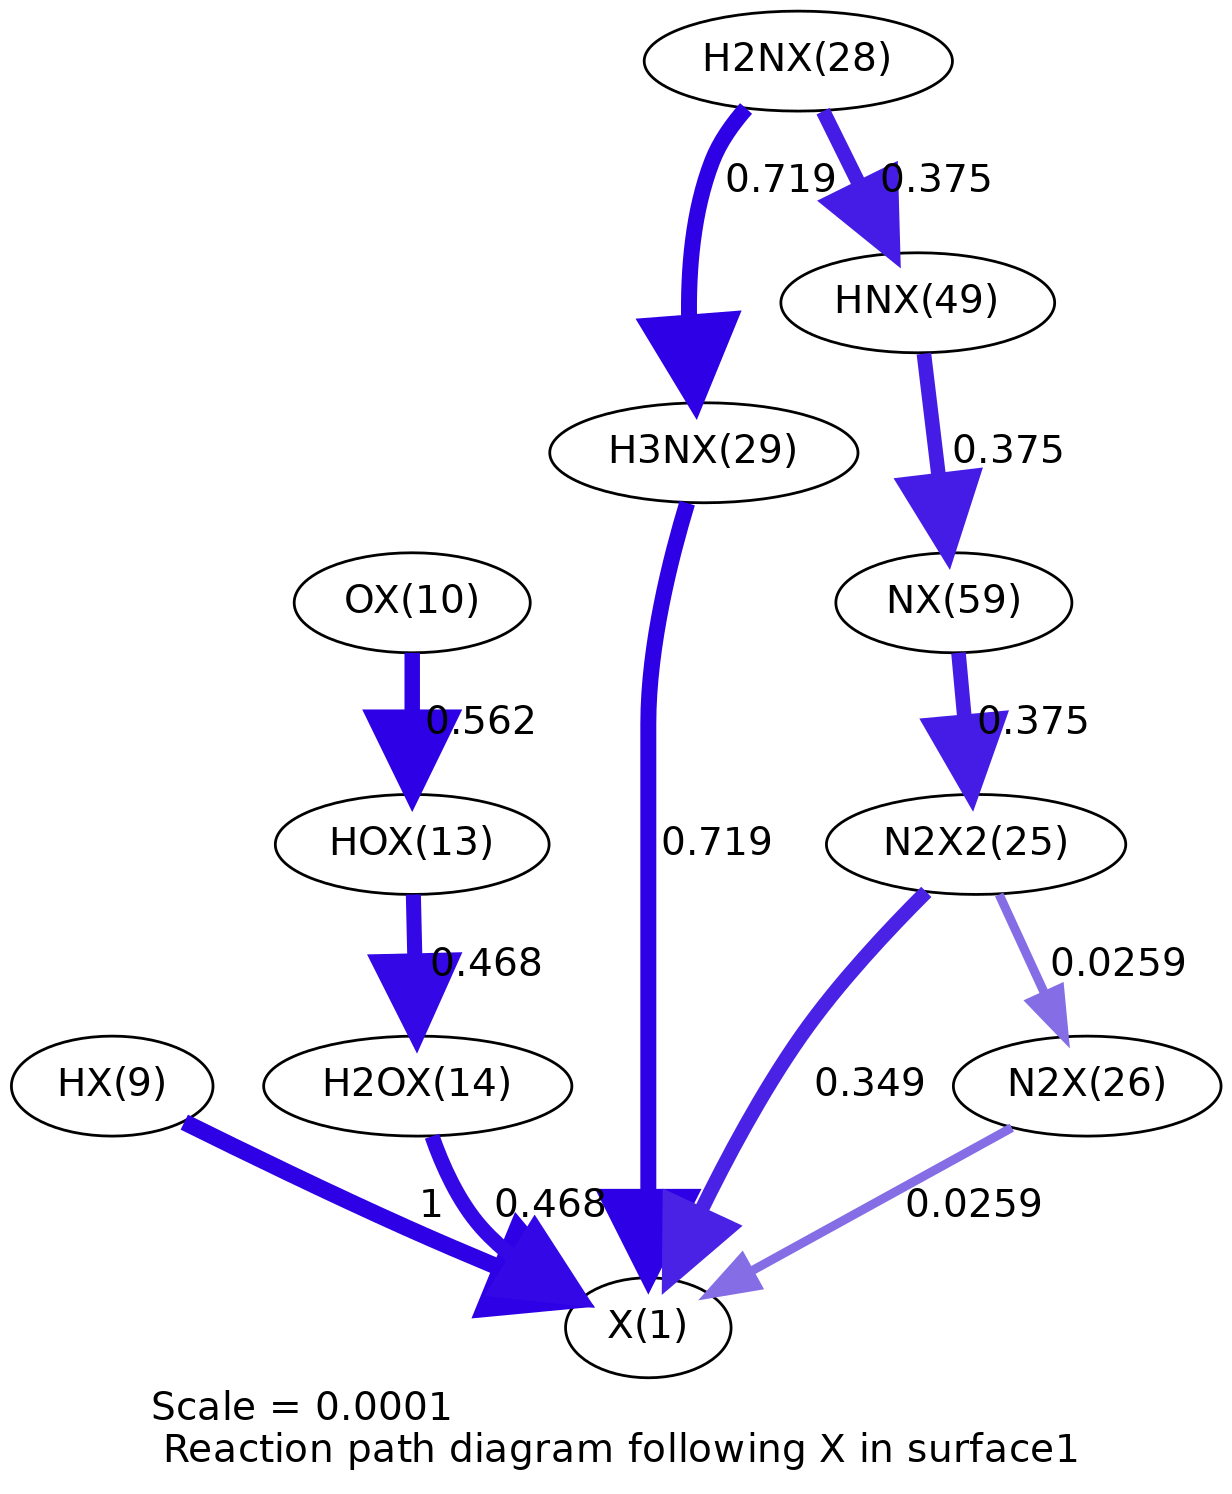 H2NX(28)
0.719
0.375
HNX(49)
H3NX(29)
0.375
OX(10)
NX(59)
0.562
0.375
HOX(13)
0.719
N2X2(25)
0.468
0.0259
HX(9)
H2OX(14)
0.349
N2X(26)
1
0.468
0.0259
X(1)
Scale = 0.0001
Reaction path diagram following X in surface1